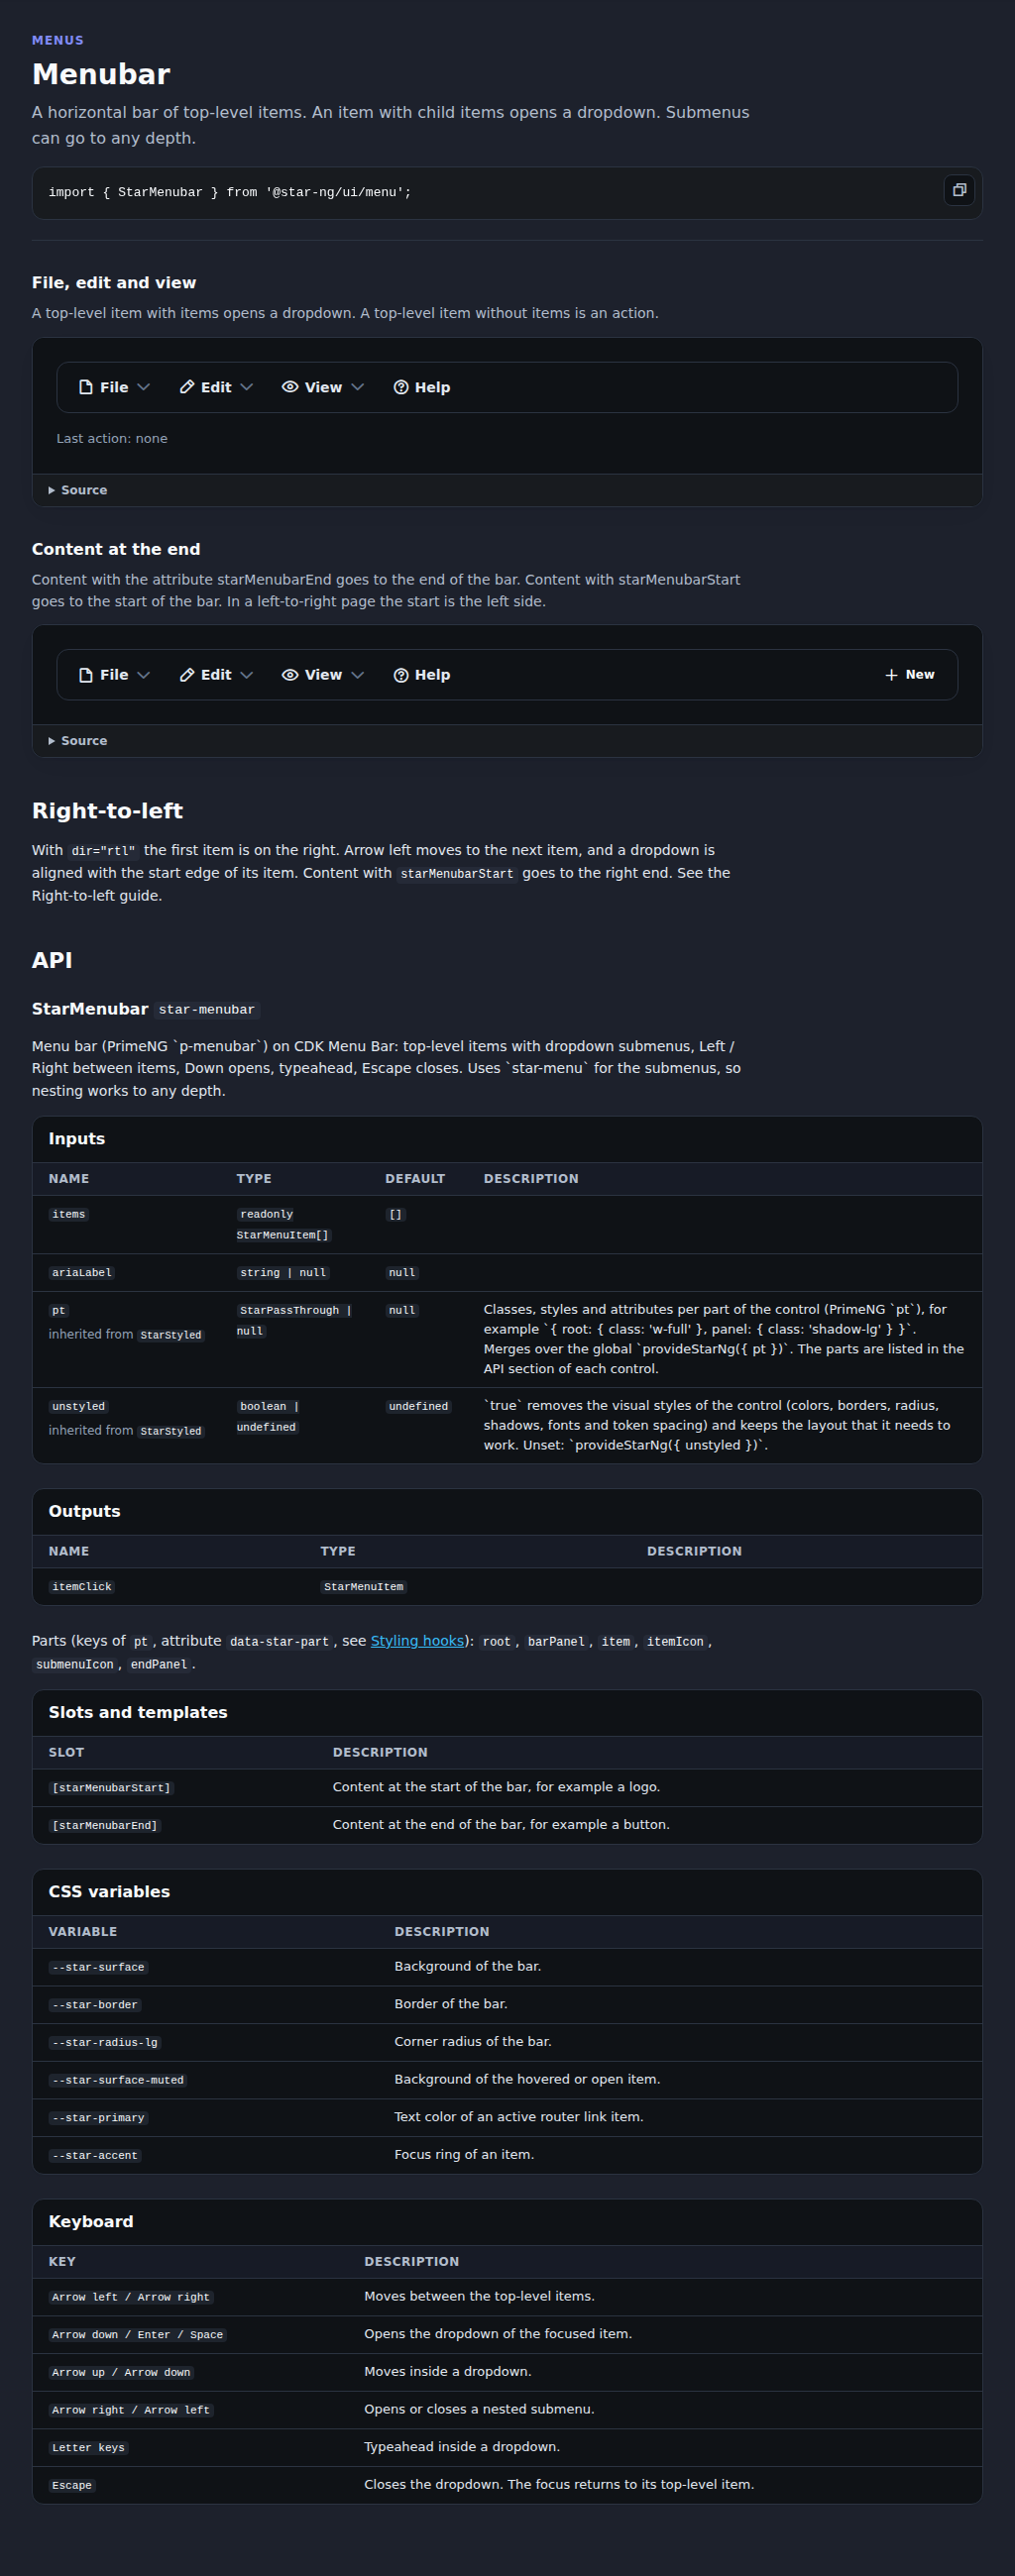 MENUS
Menubar
A horizontal bar of top-level items. An item with child items opens a dropdown. Submenus
can go to any depth.
import { StarMenubar } from '@star-ng/ui/menu';
File, edit and view
A top-level item with items opens a dropdown. A top-level item without items is an action.
File Edit View Help
Last action: none
Source
Content at the end
Content with the attribute starMenubarEnd goes to the end of the bar. Content with starMenubarStart
goes to the start of the bar. In a left-to-right page the start is the left side.
File Edit View Help New
Source
Right-to-left
With dir="rtl" the first item is on the right. Arrow left moves to the next item, and a dropdown is
aligned with the start edge of its item. Content with starMenubarStart goes to the right end. See the
Right-to-left guide.
API
StarMenubar star-menubar
Menu bar (PrimeNG `p-menubar`) on CDK Menu Bar: top-level items with dropdown submenus, Left /
Right between items, Down opens, typeahead, Escape closes. Uses `star-menu` for the submenus, so
nesting works to any depth.
Inputs
NAME TYPE DEFAULT DESCRIPTION
items readonly []
StarMenuItem[]
ariaLabel string | null null
pt StarPassThrough | null Classes, styles and attributes per part of the control (PrimeNG `pt`), for
inherited from StarStyled null example `{ root: { class: 'w-full' }, panel: { class: 'shadow-lg' } }`.
Merges over the global `provideStarNg({ pt })`. The parts are listed in the
API section of each control.
unstyled boolean | undefined `true` removes the visual styles of the control (colors, borders, radius,
inherited from StarStyled undefined shadows, fonts and token spacing) and keeps the layout that it needs to
work. Unset: `provideStarNg({ unstyled })`.
Outputs
NAME TYPE DESCRIPTION
itemClick StarMenuItem
Parts (keys of pt, attribute data-star-part, see Styling hooks): root, barPanel, item, itemIcon,
submenuIcon, endPanel.
Slots and templates
SLOT DESCRIPTION
[starMenubarStart] Content at the start of the bar, for example a logo.
[starMenubarEnd] Content at the end of the bar, for example a button.
CSS variables
VARIABLE DESCRIPTION
--star-surface Background of the bar.
--star-border Border of the bar.
--star-radius-lg Corner radius of the bar.
--star-surface-muted Background of the hovered or open item.
--star-primary Text color of an active router link item.
--star-accent Focus ring of an item.
Keyboard
KEY DESCRIPTION
Arrow left / Arrow right Moves between the top-level items.
Arrow down / Enter / Space Opens the dropdown of the focused item.
Arrow up / Arrow down Moves inside a dropdown.
Arrow right / Arrow left Opens or closes a nested submenu.
Letter keys Typeahead inside a dropdown.
Escape Closes the dropdown. The focus returns to its top-level item.